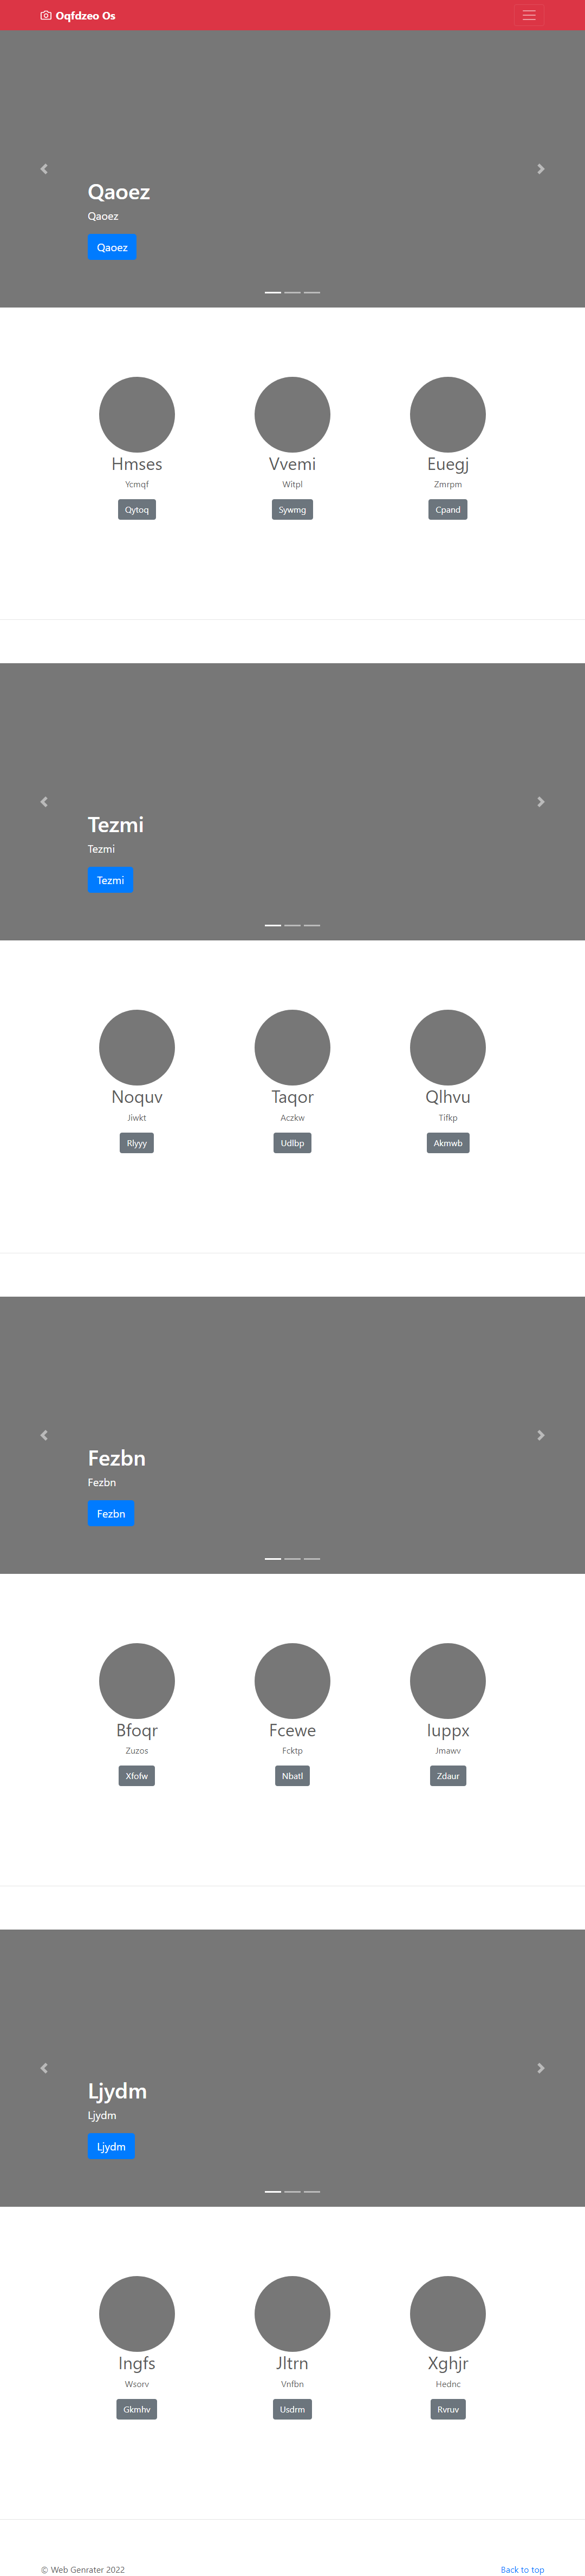 Oqfdzeo Os
Qaoez
Qaoez
Qaoez
Hmses Vvemi Euegj
Ycmqf Witpl Zmrpm
Qytoq Sywmg Cpand
Tezmi
Tezmi
Tezmi
Noquv Taqor Qlhvu
Jiwkt Aczkw Tifkp
Rlyyy Udlbp Akmwb
Fezbn
Fezbn
Fezbn
Bfoqr Fcewe Iuppx
Zuzos Fcktp Jmawv
Xfofw Nbatl Zdaur
Ljydm
Ljydm
Ljydm
Ingfs Jltrn Xghjr
Wsorv Vnfbn Hednc
Gkmhv Usdrm Rvruv
© Web Genrater 2022 Back to top